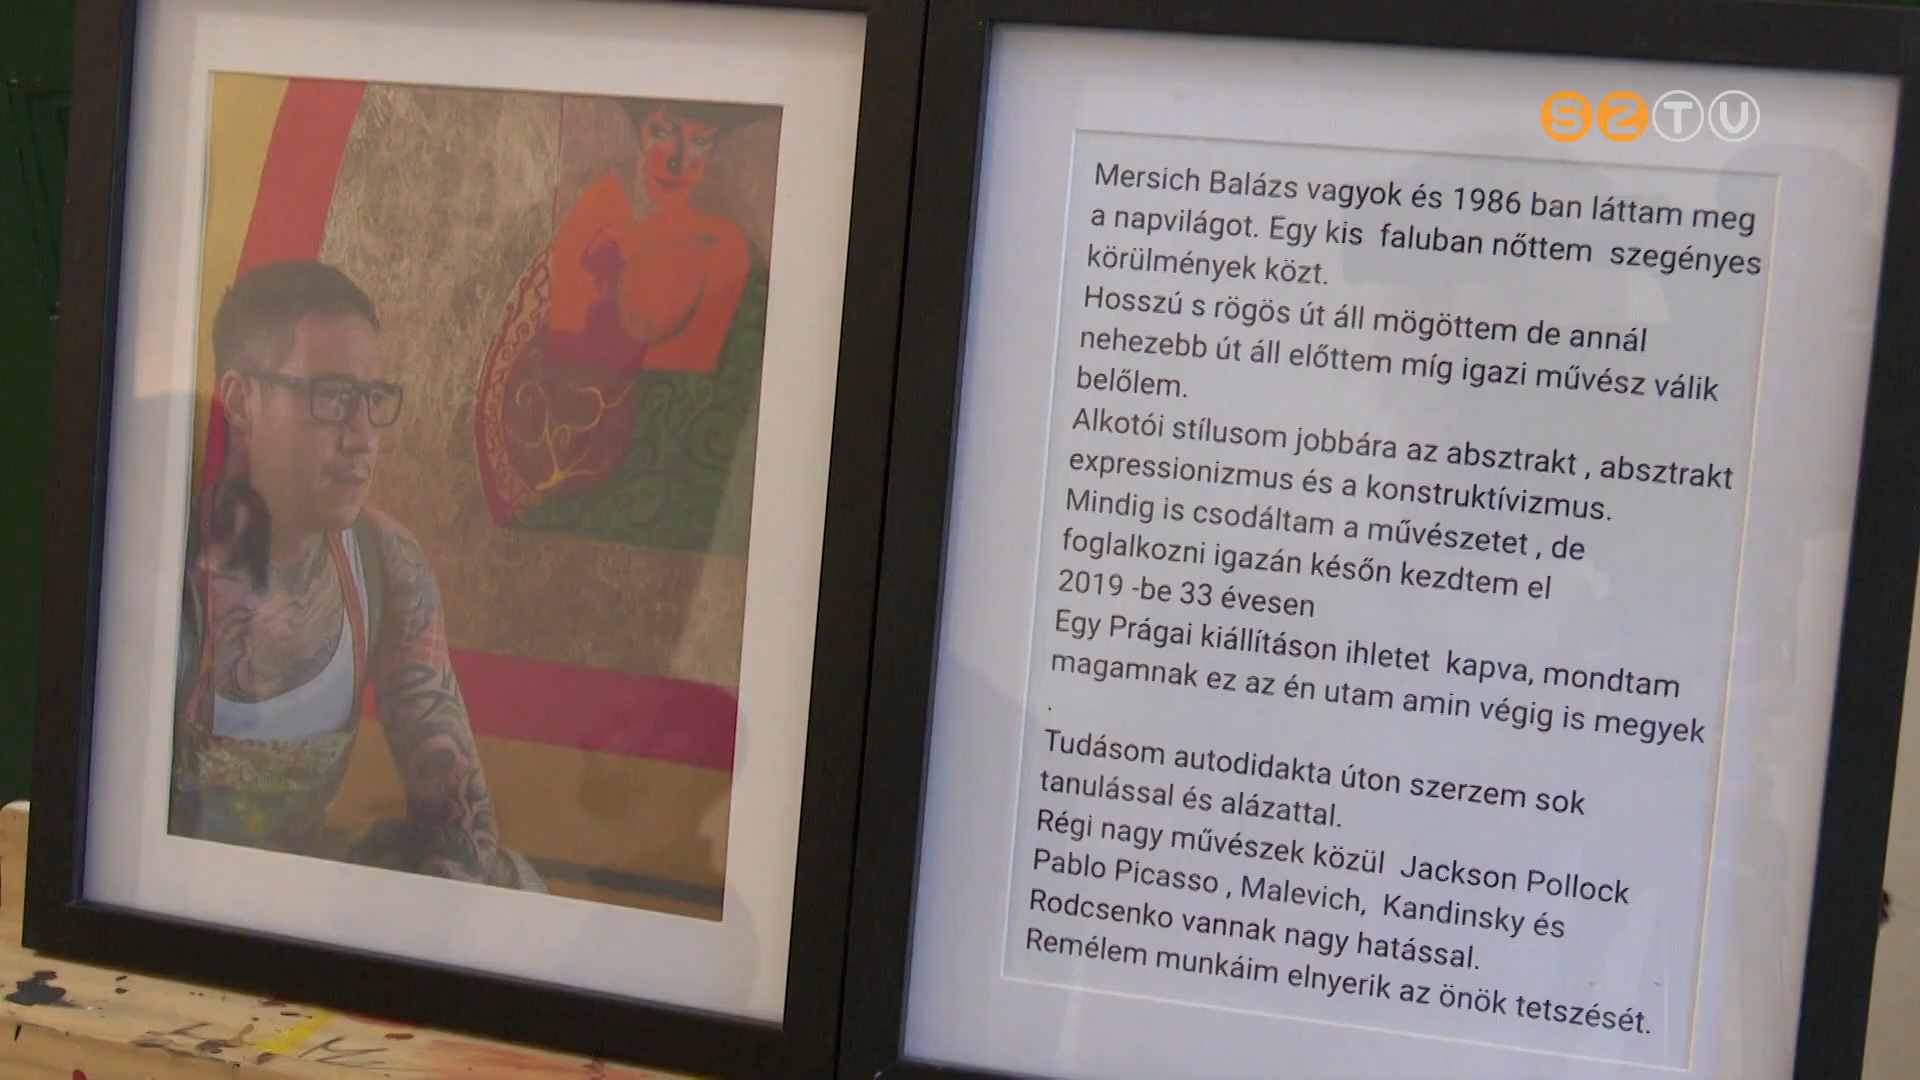 SZTV
Mersich Balázs vagyok és 1986 ban láttam meg
a napvilágot. Egy kis faluban nőttem szegényes
körülmények közt.
Hosszú s rögös út áll mögöttem de annál
nehezebb út áll előttem míg igazi művész válik
belőlem.
Alkotói stílusom jobbára az absztrakt , absztrakt
expressionizmus és a konstruktívizmus.
Mindig is csodáltam a művészetet , de
foglalkozni igazán későn kezdtem el
2019 -be 33 évesen
Egy Prágai kiállításon ihletet kapva, mondtam
magamnak ez az én utam amin végig is megyek
.
Tudásom autodidakta úton szerzem sok
tanulással és alázattal.
Régi nagy művészek közül Jackson Pollock
Pablo Picasso , Malevich, Kandinsky és
Rodcsenko vannak nagy hatással.
Remélem munkáim elnyerik az önök tetszését.